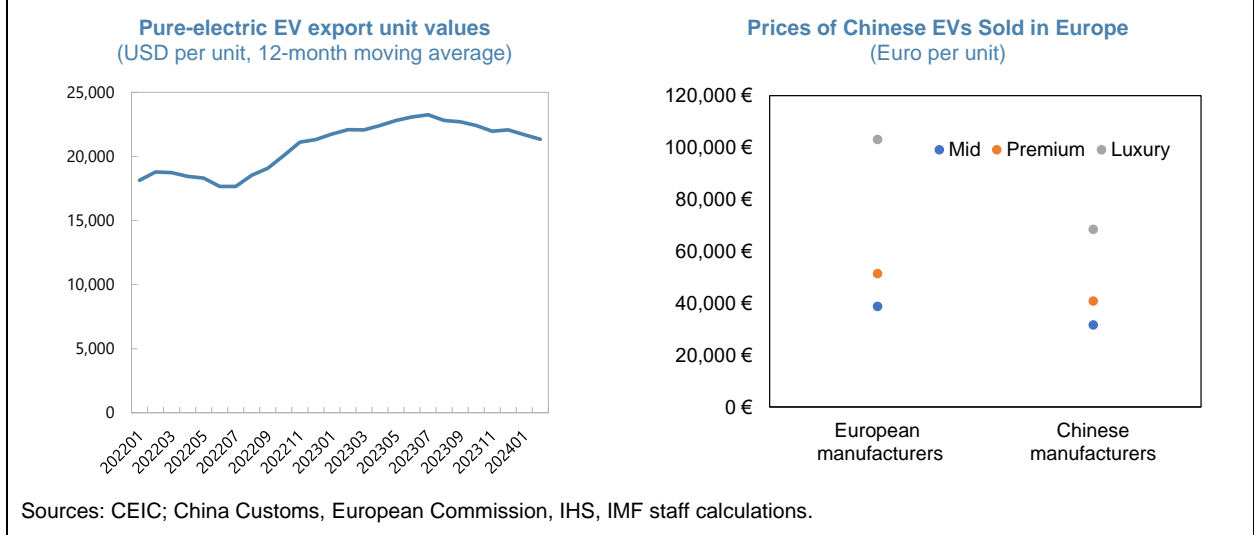 Pure-electric EV export unit values
(USD per unit, 12-month moving average)
25,000
20,000
15,000
10,000
5,000
0
202201
202203
202205
202207
202209
202211
202301
202303
202305
202307
202309
202311
202401
Prices of Chinese EVs Sold in Europe
(Euro per unit)
120,000 €
100,000 €
80,000 €
60,000 €
40,000 €
20,000 €
0 €
Mid Premium Luxury
European
manufacturers
Chinese
manufacturers
Sources: CEIC; China Customs, European Commission, IHS, IMF staff calculations.